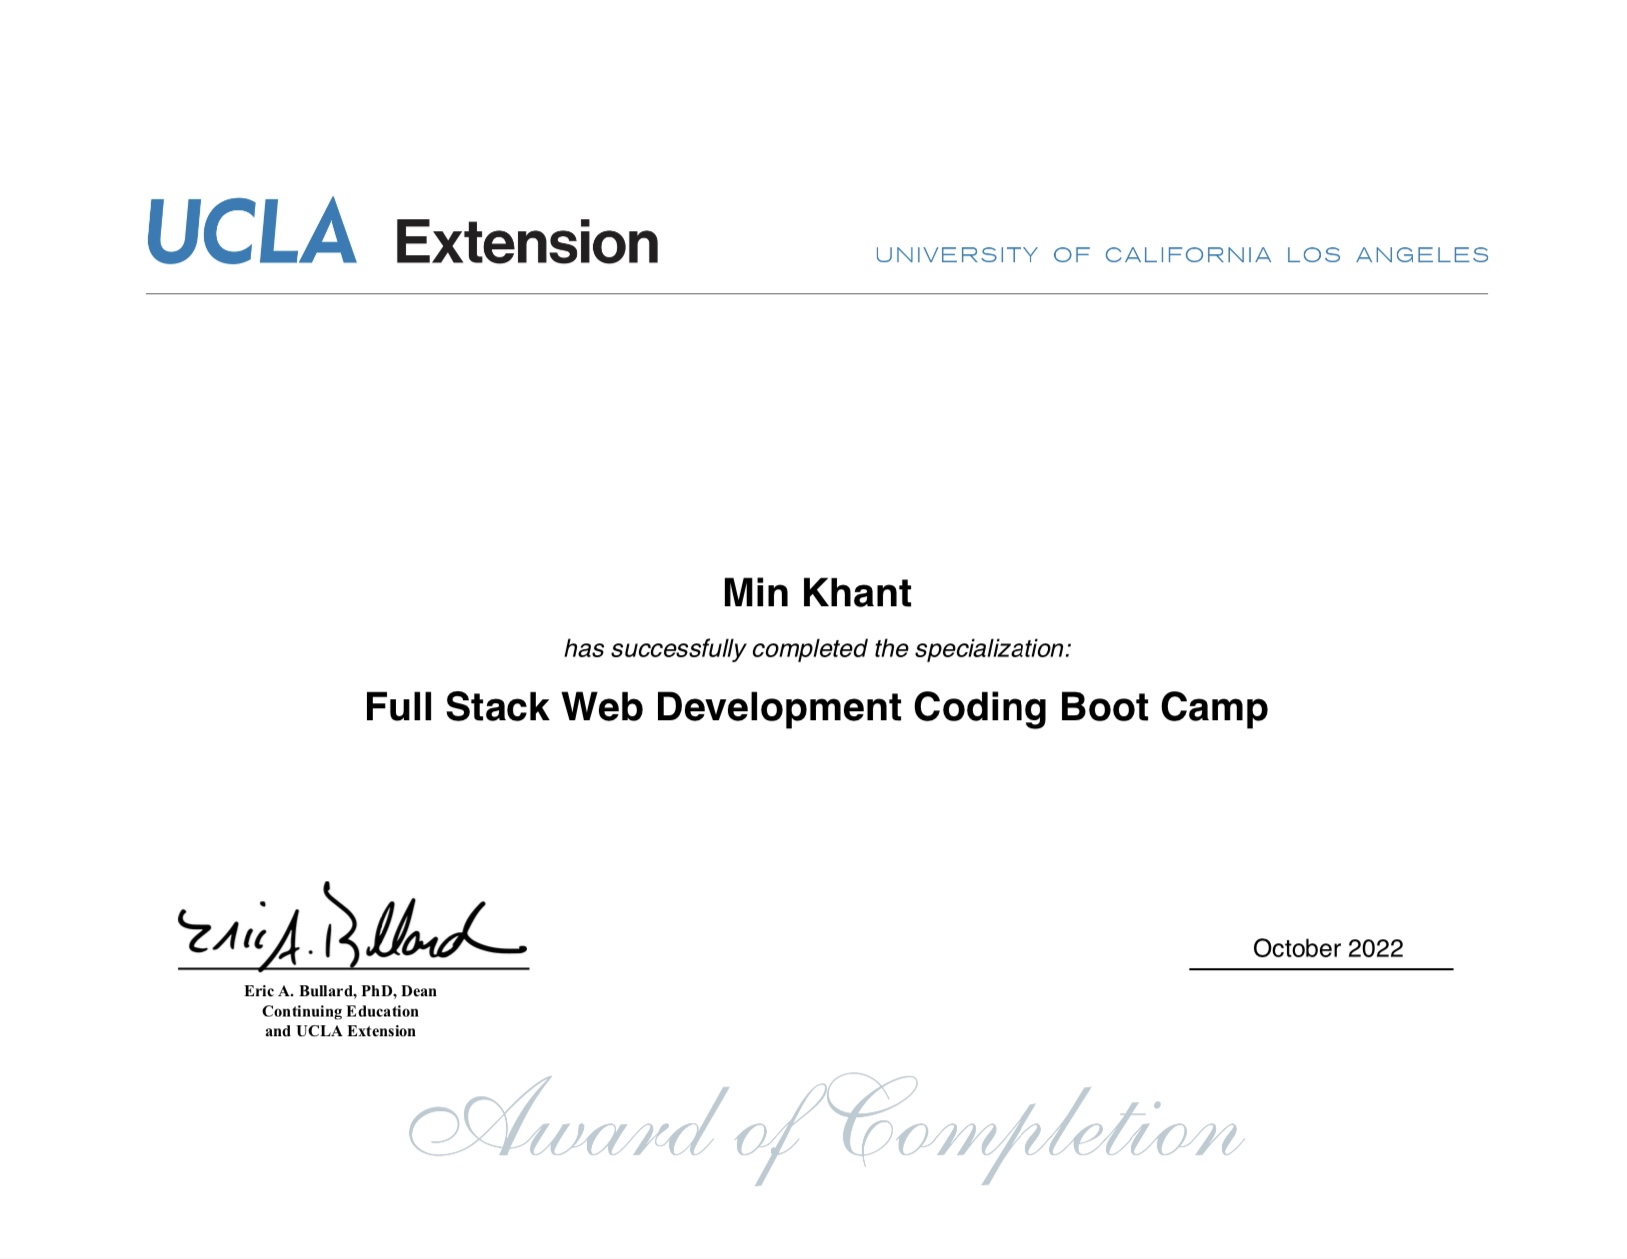 UCLA Extension
UNIVERSITY OF CALIFORNIA LOS ANGELES
Min Khant
has successfully completed the specialization:
Full Stack Web Development Coding Boot Camp
Eric A. Bullard
October 2022
Eric A. Bullard, PhD, Dean
Continuing Education
and UCLA Extension
Award of Completion